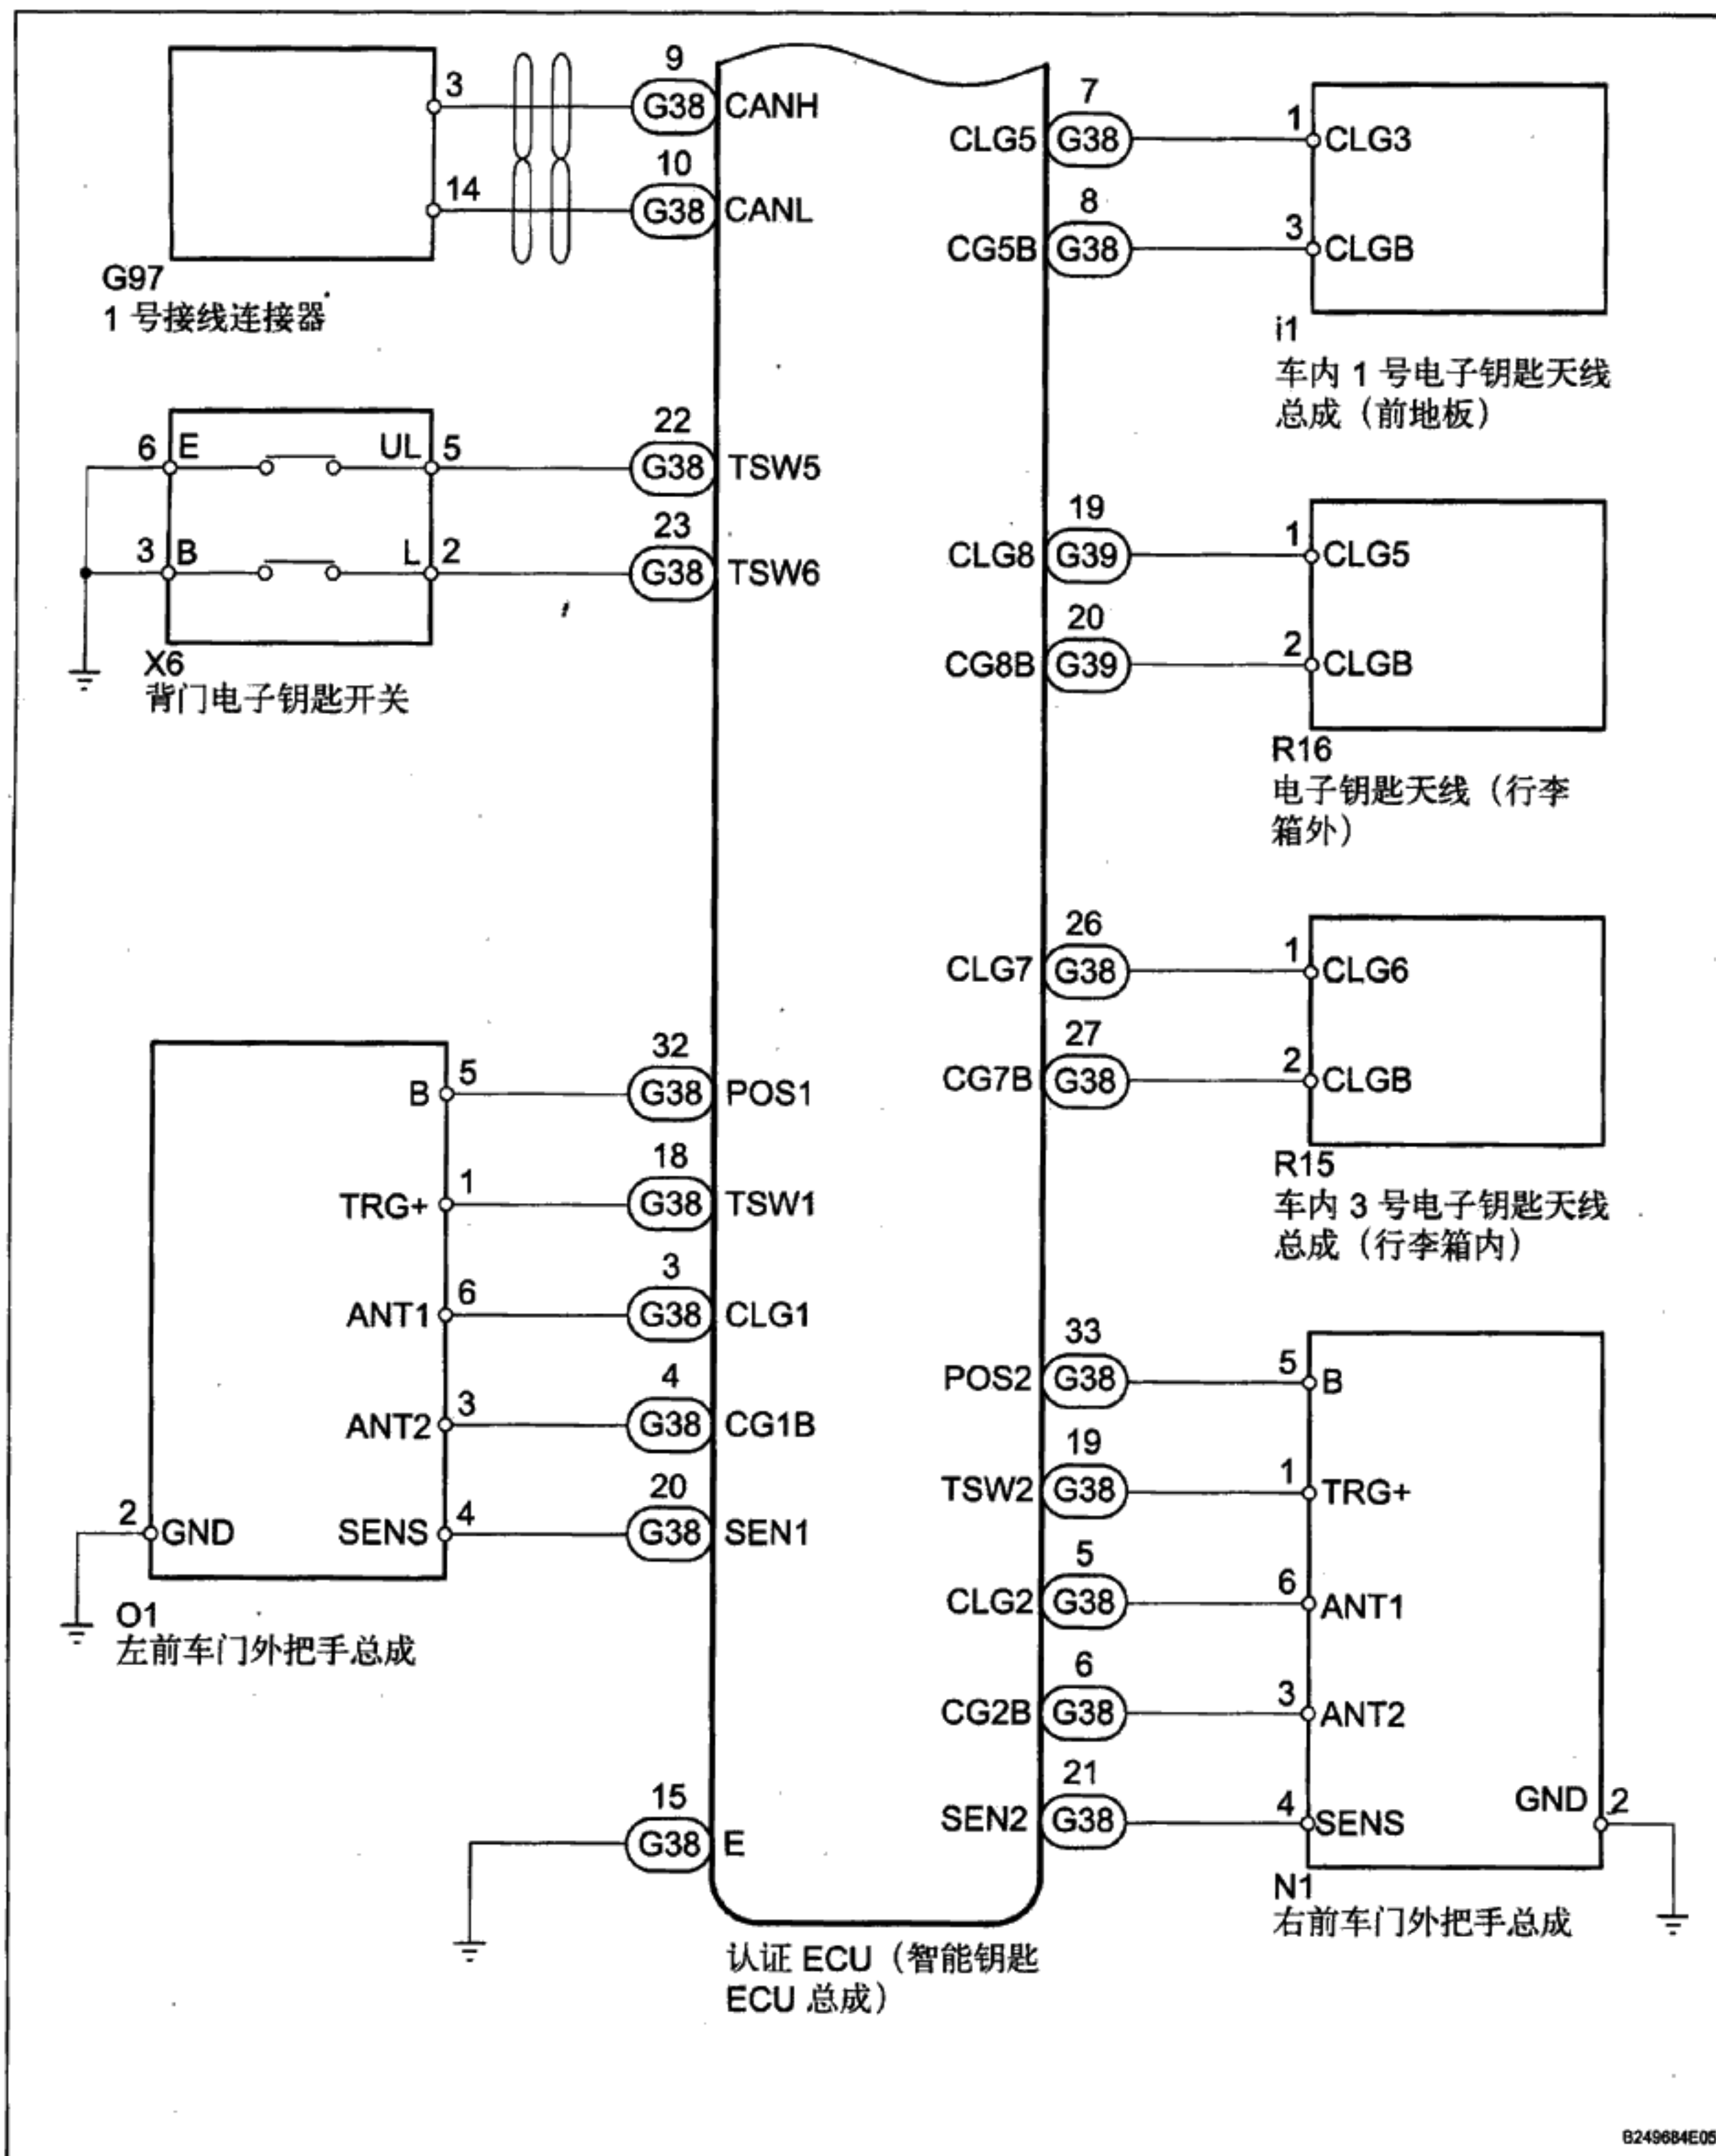 3
9
G38
CANH
14
10
G38
CANL
G97
1 号接线连接器
6
E
UL
5
22
G38
TSW5
3
B
L
2
23
G38
TSW6
X6
背门电子钥匙开关
B
5
32
G38
POS1
TRG+
1
18
G38
TSW1
ANT1
6
3
G38
CLG1
ANT2
3
4
G38
CG1B
2
GND
SENS
4
20
G38
SEN1
O1
左前车门外把手总成
15
G38
E
认证 ECU（智能钥匙
ECU 总成）
CLG5
7
G38
1
CLG3
CG5B
8
G38
3
CLGB
i1
车内 1 号电子钥匙天线
总成（前地板）
CLG8
19
G39
1
CLG5
CG8B
20
G39
2
CLGB
R16
电子钥匙天线（行李
箱外）
CLG7
26
G38
1
CLG6
CG7B
27
G38
2
CLGB
R15
车内 3 号电子钥匙天线
总成（行李箱内）
POS2
33
G38
5
B
TSW2
19
G38
1
TRG+
CLG2
5
G38
6
ANT1
CG2B
6
G38
3
ANT2
SEN2
21
G38
4
SENS
GND
2
N1
右前车门外把手总成
B249684E05